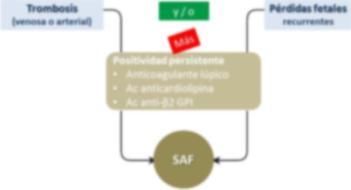 Trombosis
(venosa o arterial)
y / o
Pérdidas fetales
recurrentes
Más
Positividad persistente
• Anticoagulante lúpico
• Ac anticardiolipina
• Ac anti-β2 GPI
SAF